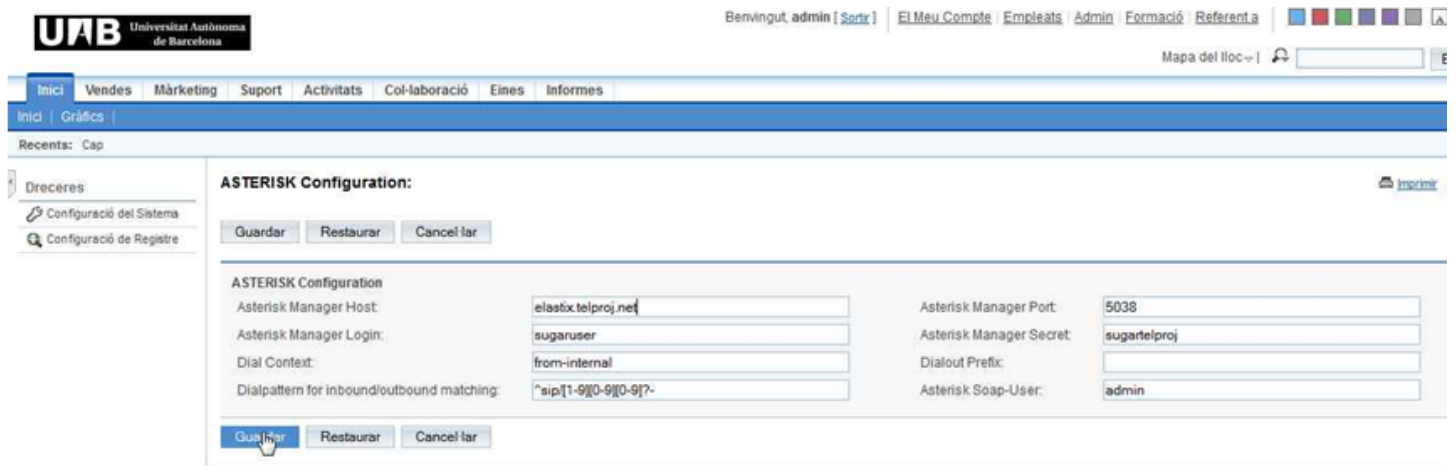 UAB Universitat Autònoma
de Barcelona
Benvingut, admin [ Sortir ] El Meu Compte Empleats Admin Formació Referent a
Mapa del lloc
Inici Vendes Màrketing Suport Activitats Col·laboració Eines Informes
Inici | Gràfics |
Recents: Cap
Dreceres
Configuració del Sistema
Configuració de Registre
ASTERISK Configuration:
Imprimir
Guardar Restaurar Cancel·lar
ASTERISK Configuration
Asterisk Manager Host: elastix.telproj.net Asterisk Manager Port: 5038
Asterisk Manager Login: sugaruser Asterisk Manager Secret: sugartelproj
Dial Context: from-internal Dialout Prefix:
Dialpattern for inbound/outbound matching: ^sip/[1-9][0-9][0-9]?- Asterisk Soap-User: admin
Guardar Restaurar Cancel·lar